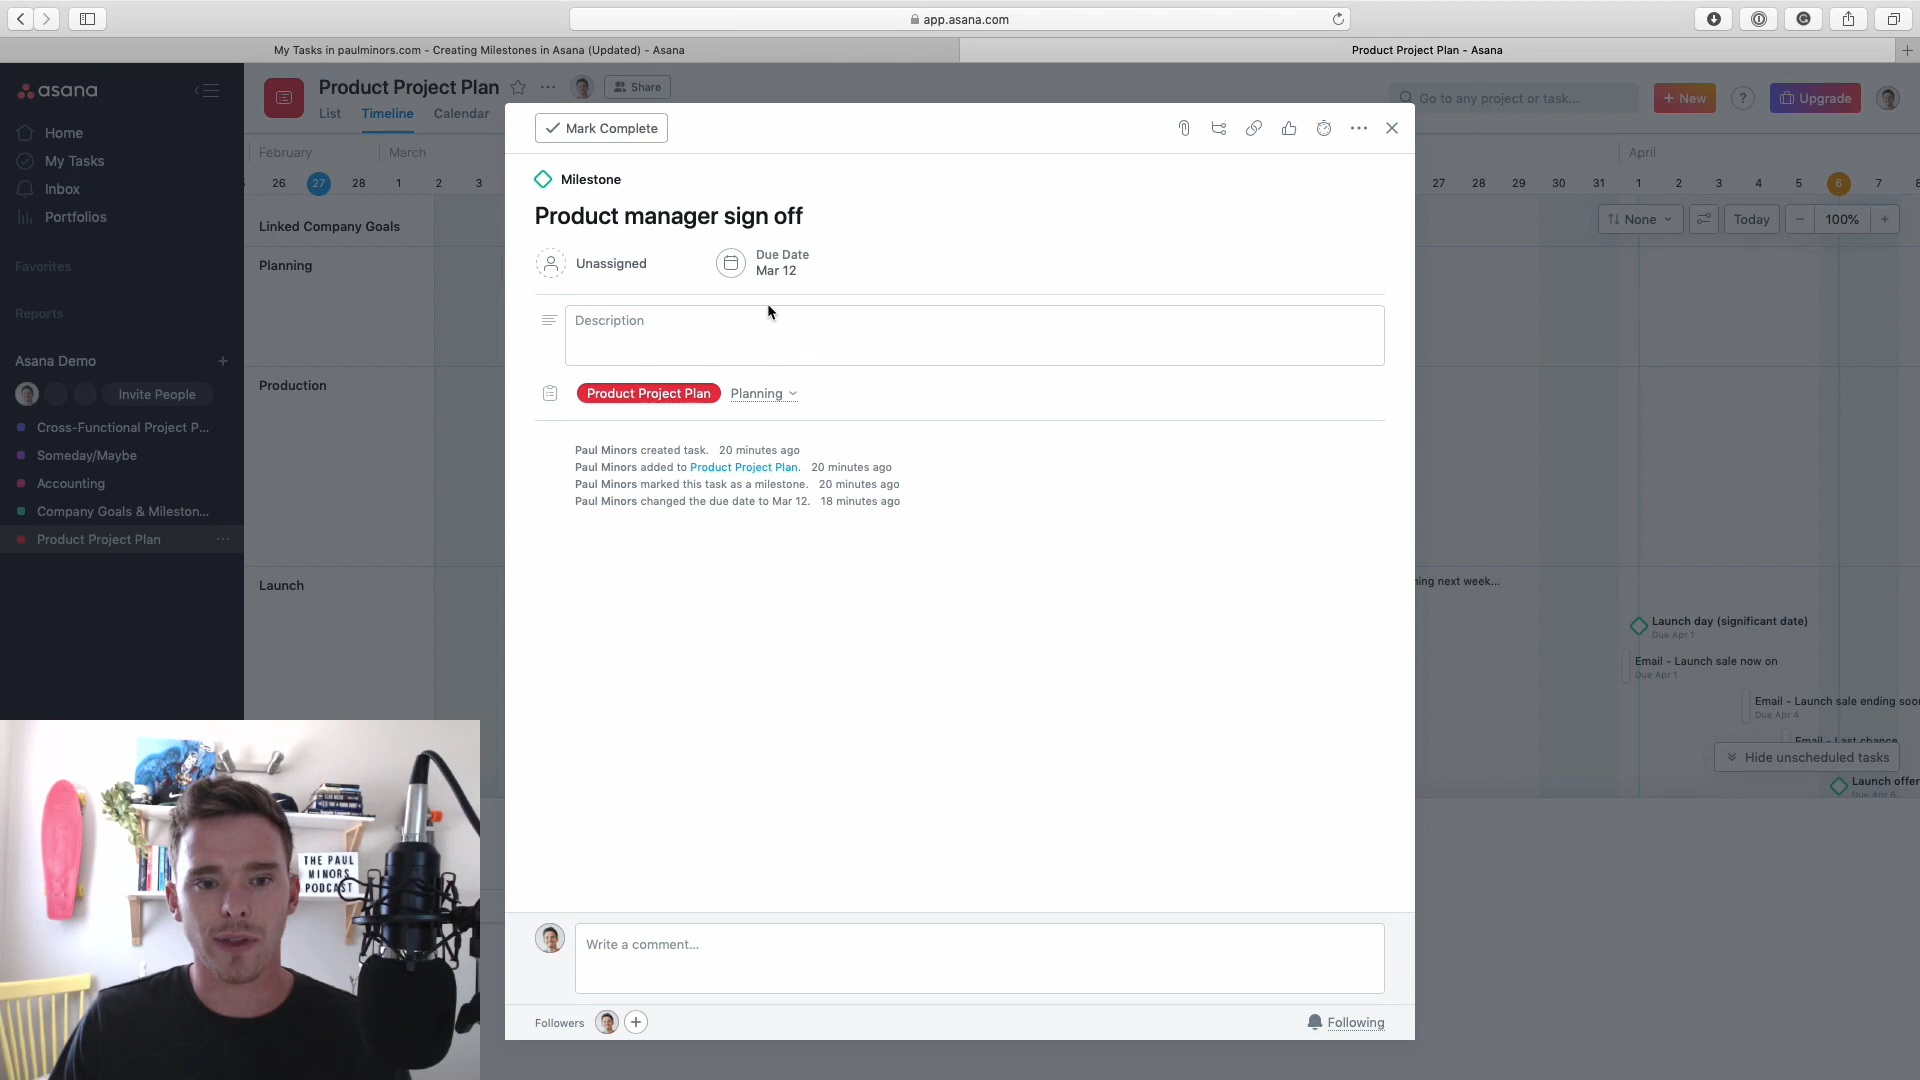 app.asana.com
My Tasks in paulminors.com - Creating Milestones in Asana (Updated) - Asana
Product Project Plan - Asana
asana
Home
My Tasks
Inbox
Portfolios
Favorites
Reports
Asana Demo
Invite People
Cross-Functional Project P...
Someday/Maybe
Accounting
Company Goals & Mileston...
Product Project Plan
Product Project Plan
Share
List
Timeline
Calendar
Go to any project or task...
+ New
?
Upgrade
February
March
April
26 27 28 1 2 3
27 28 29 30 31 1 2 3 4 5 6 7 8
None
Today
100%
Linked Company Goals
Planning
Production
Launch
Mark Complete
Milestone
Product manager sign off
Unassigned
Due Date
Mar 12
Description
Product Project Plan
Planning
Paul Minors created task. 20 minutes ago
Paul Minors added to Product Project Plan. 20 minutes ago
Paul Minors marked this task as a milestone. 20 minutes ago
Paul Minors changed the due date to Mar 12. 18 minutes ago
Write a comment...
Followers
Following
ing next week...
Launch day (significant date)
Due Apr 1
Email - Launch sale now on
Due Apr 1
Email - Launch sale ending soo
Due Apr 4
Email - Last chance
Hide unscheduled tasks
Launch offer
Due Apr 6
THE PAUL
MINORS
PODCAST